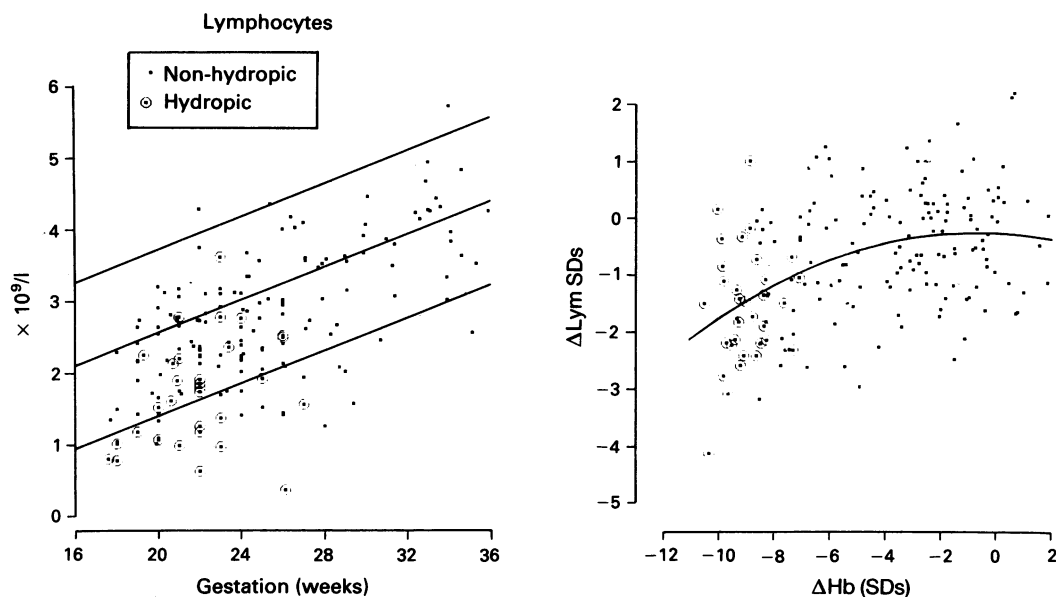 Lymphocytes
Non-hydropic
Hydropic
6
5
4
3
2
1
0
× 10⁹/l
16 20 24 28 32 36
Gestation (weeks)
2
1
0
−1
−2
−3
−4
−5
ΔLym SDs
−12 −10 −8 −6 −4 −2 0 2
ΔHb (SDs)